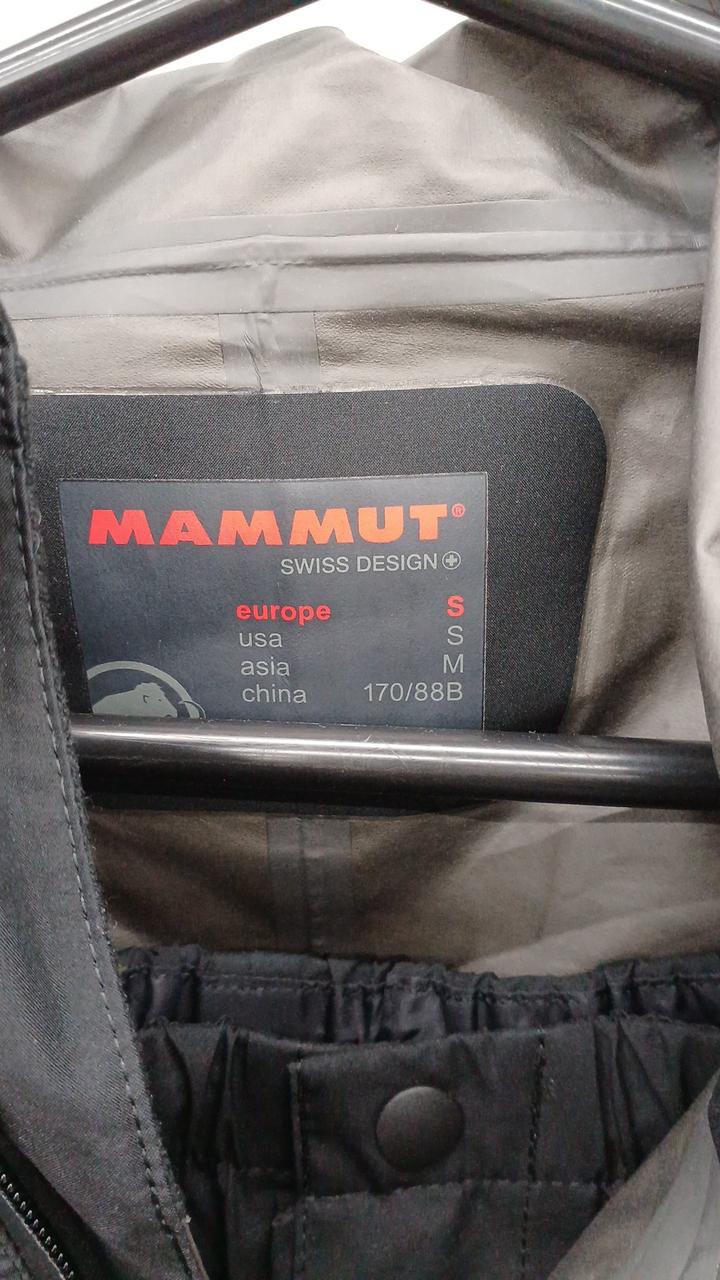 MAMMUT®
SWISS DESIGN
europe S
usa S
asia M
china 170/88B